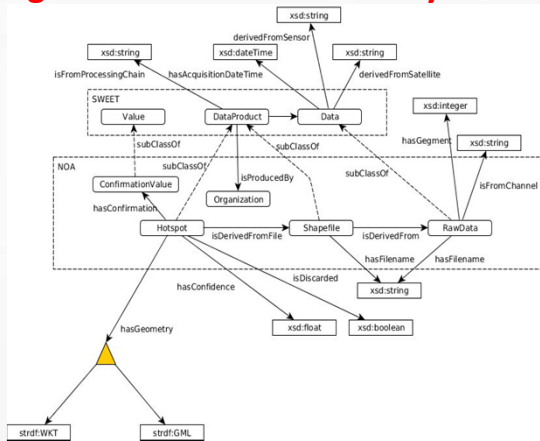 xsd:string
derivedFromSensor
xsd:string
xsd:dateTime
xsd:string
isFromProcessingChain
hasAcquisitionDateTime
derivedFromSatellite
SWEET
xsd:integer
Value
DataProduct
Data
hasGegment
xsd:string
subClassOf
subClassOf
subClassOf
NOA
isProducedBy
subClassOf
isFromChannel
ConfirmationValue
Organization
hasConfirmation
Hotspot
Shapefile
RawData
isDerivedFromFile
isDerivedFrom
hasFilename
hasFilename
isDiscarded
hasConfidence
xsd:string
hasGeometry
xsd:float
xsd:boolean
strdf:WKT
strdf:GML